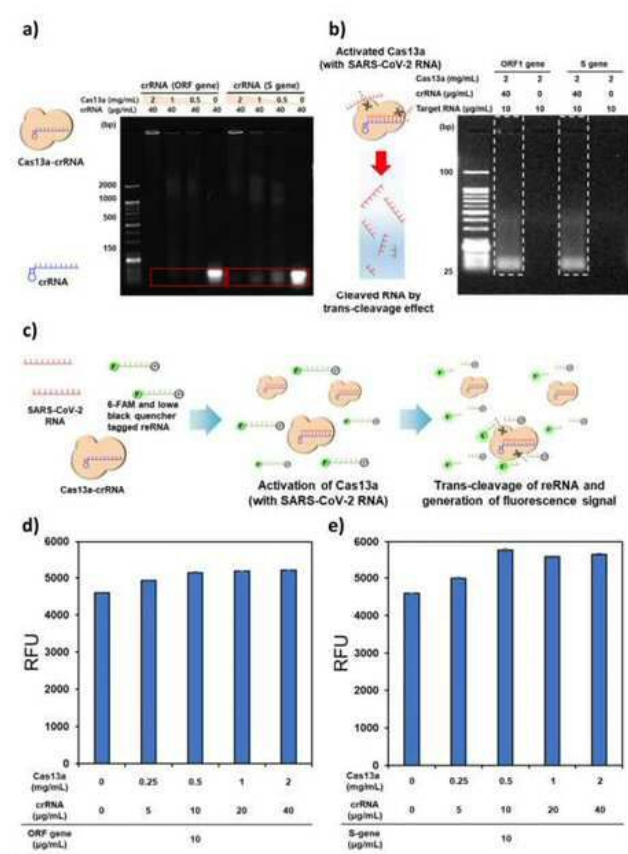 a)
crRNA (ORF gene) crRNA (S gene)
Cas13a (mg/mL) 2 1 0.5 0 2 1 0.5 0
crRNA (µg/mL) 40 40 40 40 40 40 40 40
(bp)
Cas13a-crRNA
2000
1000
500
150
crRNA
b)
Activated Cas13a
(with SARS-CoV-2 RNA)
ORF1 gene S gene
Cas13a (mg/mL) 2 2 2 2
crRNA (µg/mL) 40 0 40 0
Target RNA (µg/mL) 10 10 10 10
(bp)
100
25
Cleaved RNA by
trans-cleavage effect
c)
SARS-CoV-2
RNA
6-FAM and Iowa
black quencher
tagged reRNA
Cas13a-crRNA
Activation of Cas13a
(with SARS-CoV-2 RNA)
Trans-cleavage of reRNA and
generation of fluorescence signal
d)
RFU
6000
5000
4000
3000
2000
1000
0
Cas13a (mg/mL) 0 0.25 0.5 1 2
crRNA (µg/mL) 0 5 10 20 40
ORF gene (µg/mL) 10
e)
RFU
6000
5000
4000
3000
2000
1000
0
Cas13a (mg/mL) 0 0.25 0.5 1 2
crRNA (µg/mL) 0 5 10 20 40
S-gene (µg/mL) 10